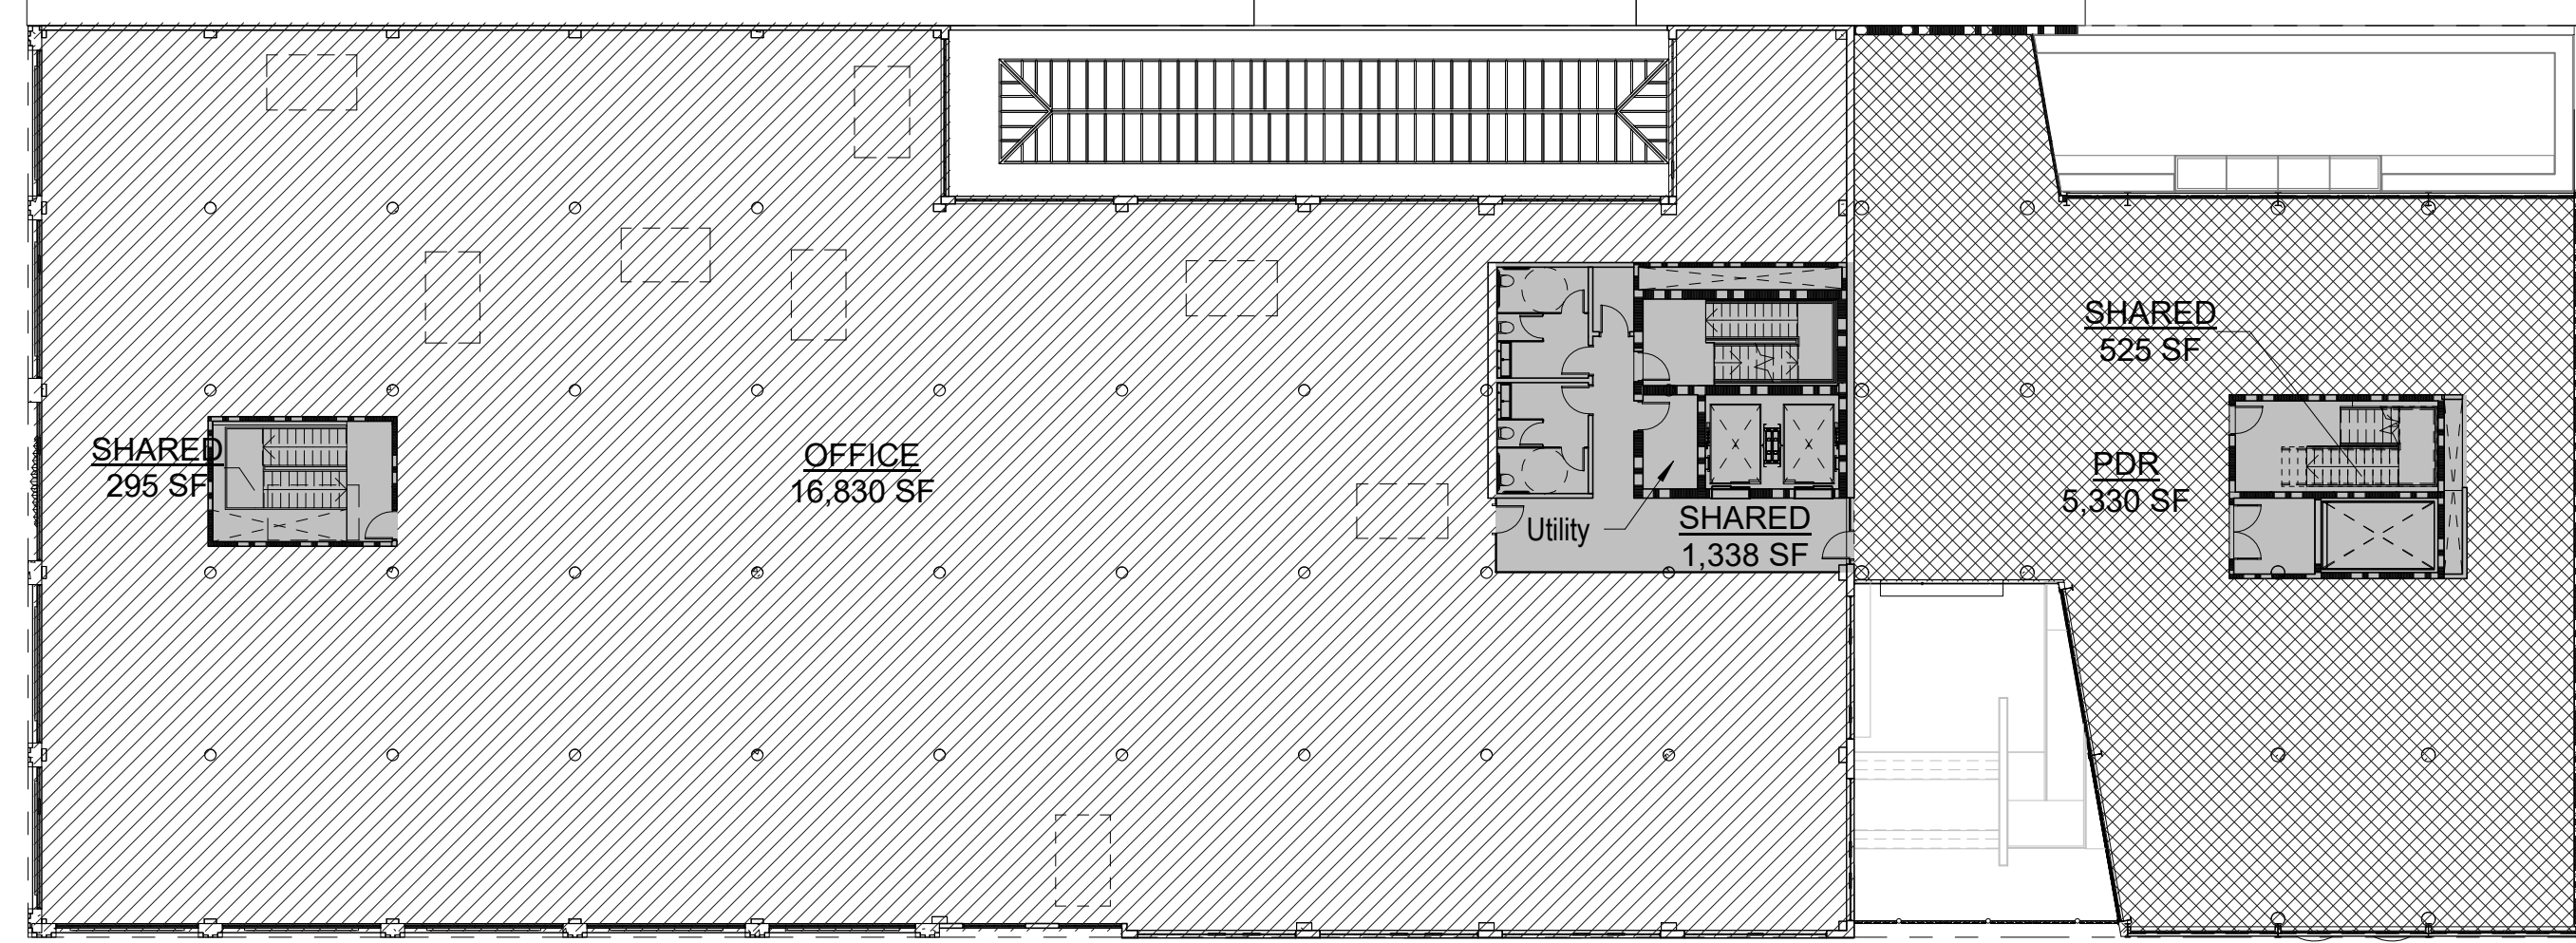 SHARED
295 SF
OFFICE
16,830 SF
Utility
SHARED
1,338 SF
SHARED
525 SF
PDR
5,330 SF